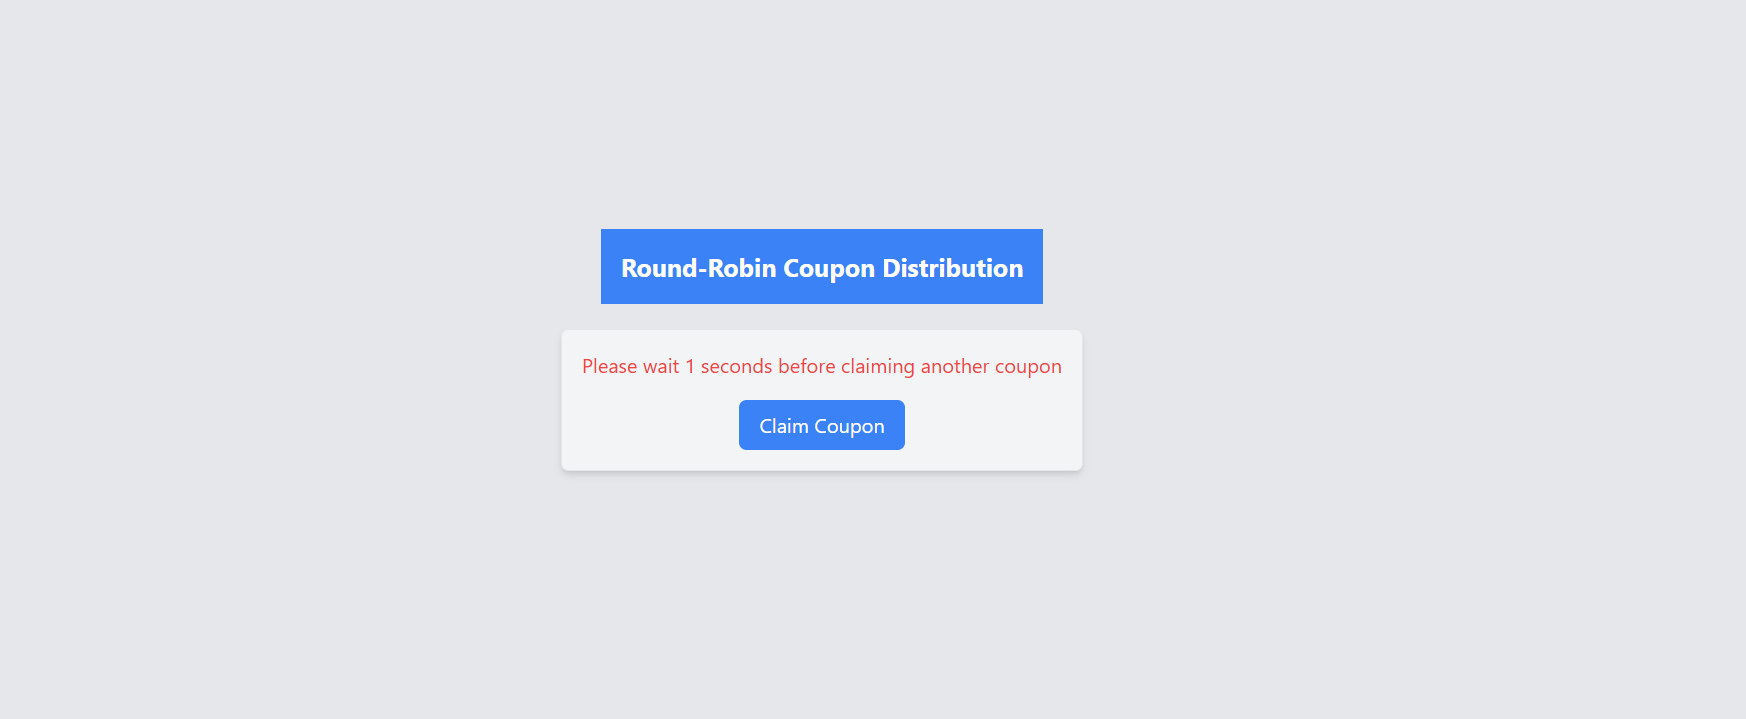 Round-Robin Coupon Distribution
Please wait 1 seconds before claiming another coupon
Claim Coupon